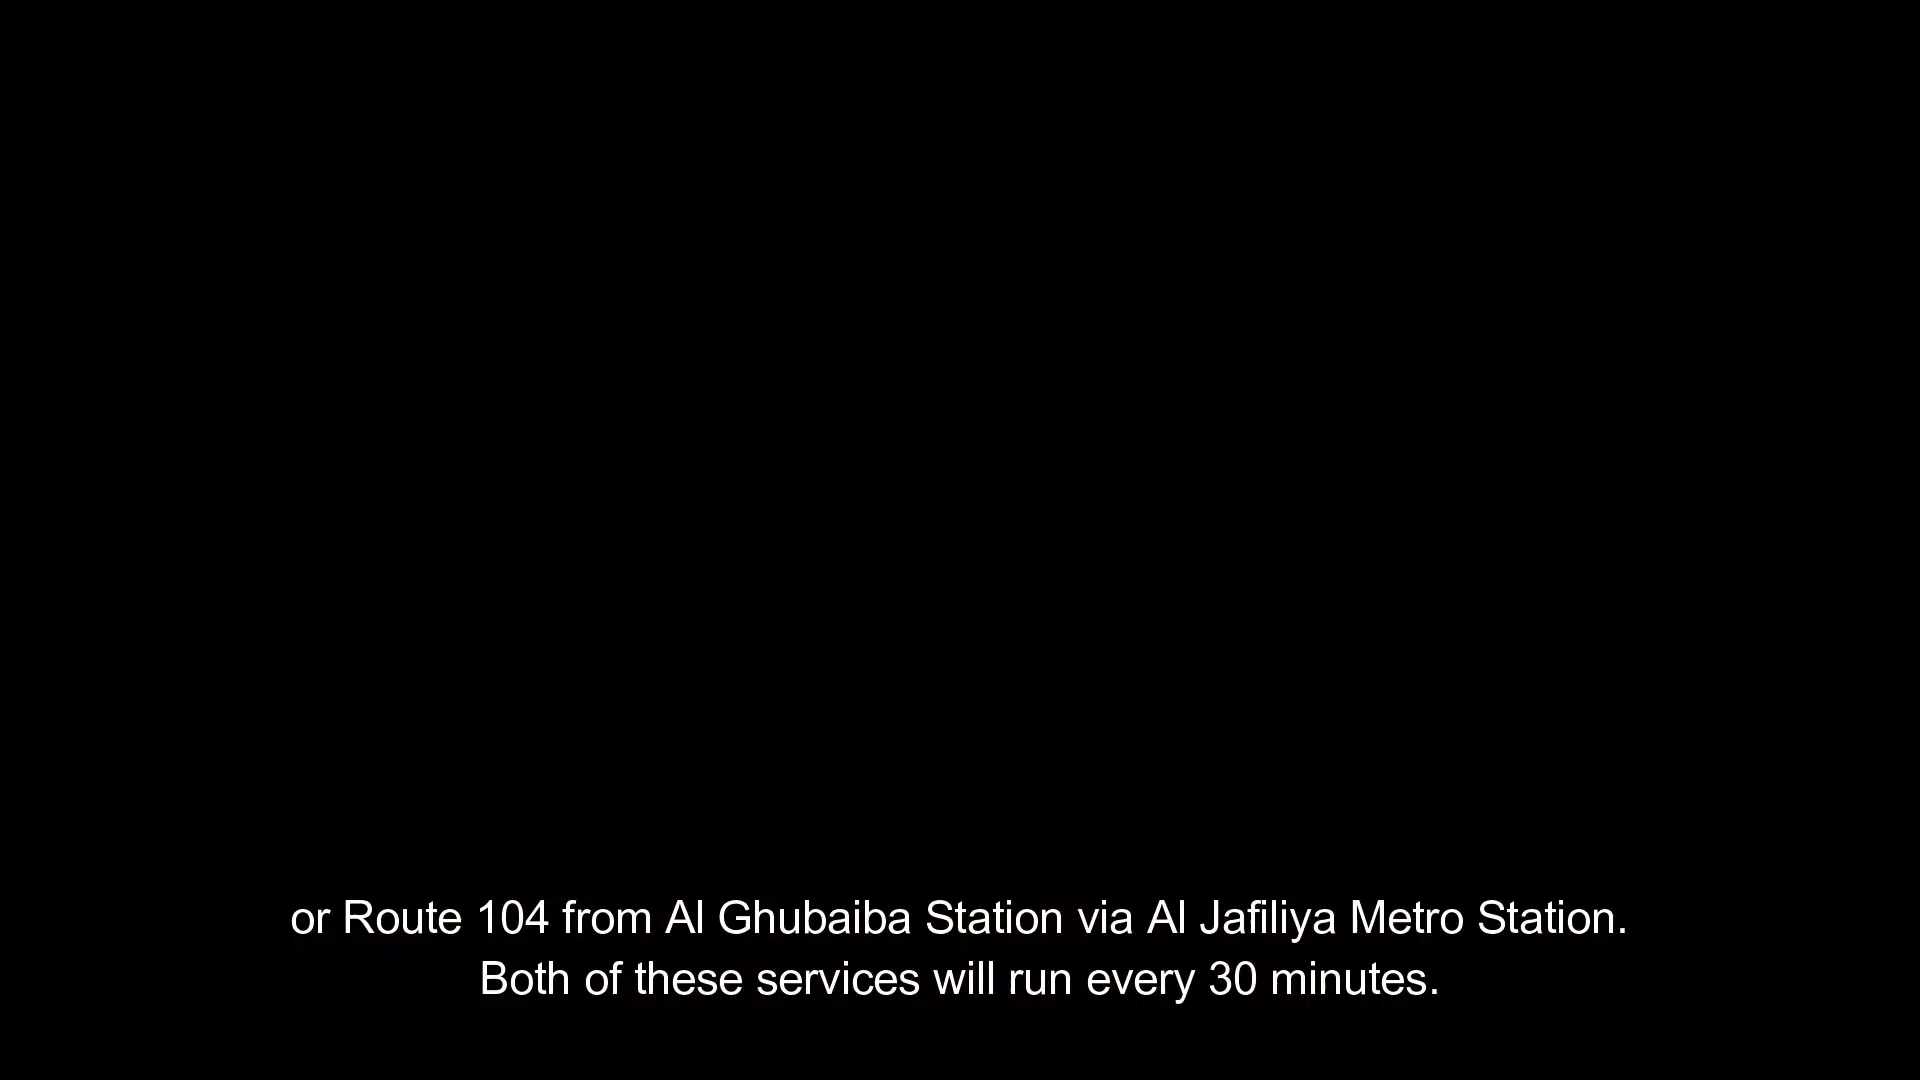 or Route 104 from Al Ghubaiba Station via Al Jafiliya Metro Station.
Both of these services will run every 30 minutes.